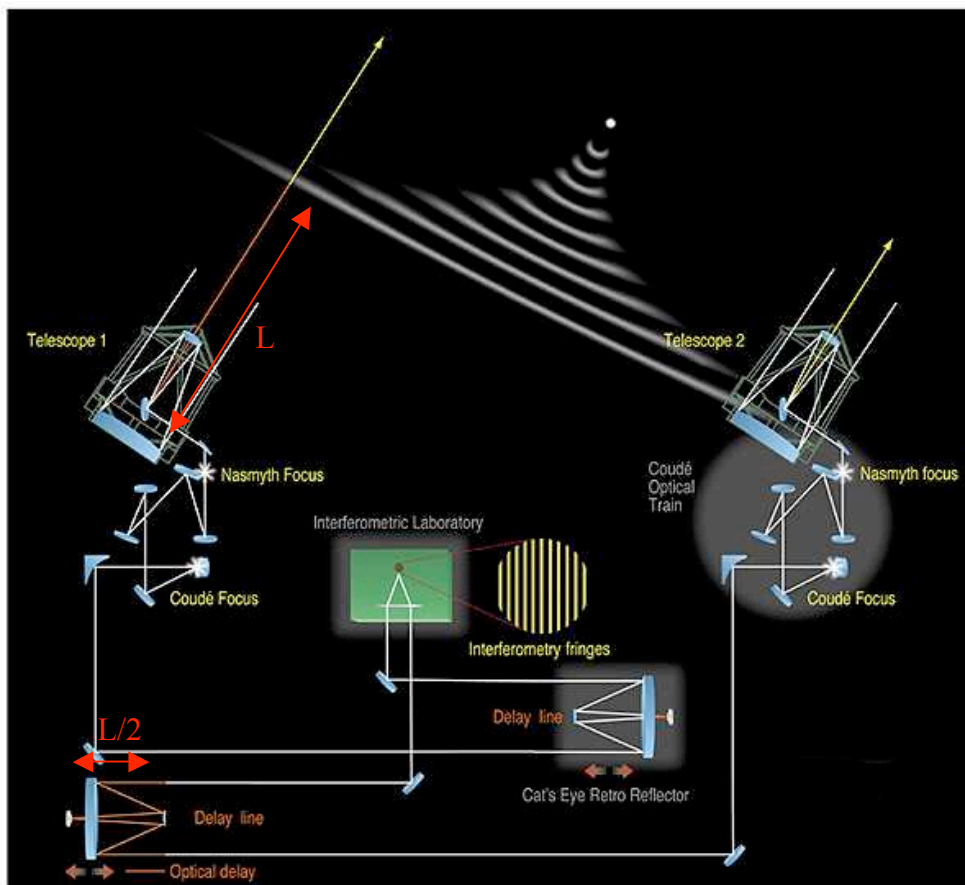 L
Telescope 1
Telescope 2
Nasmyth Focus
Coudé
Optical
Train
Nasmyth focus
Interferometric Laboratory
Coudé Focus
Coudé Focus
Interferometry fringes
L/2
Delay line
Cat's Eye Retro Reflector
Delay line
Optical delay